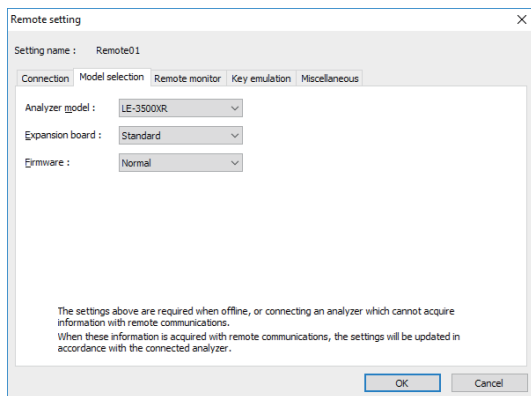 Remote setting
Setting name : Remote01
Connection Model selection Remote monitor Key emulation Miscellaneous
Analyzer model : LE-3500XR
Expansion board : Standard
Firmware : Normal
The settings above are required when offline, or connecting an analyzer which cannot acquire
information with remote communications.
When these information is acquired with remote communications, the settings will be updated in
accordance with the connected analyzer.
OK Cancel